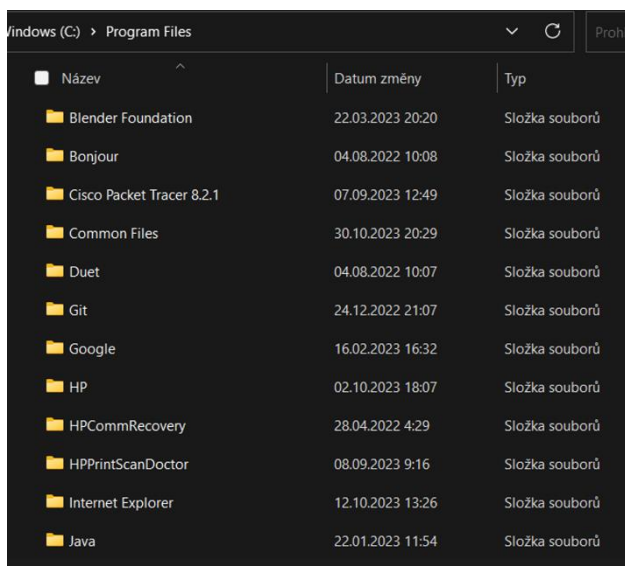 Windows (C:) > Program Files Proh
Název Datum změny Typ
Blender Foundation 22.03.2023 20:20 Složka souborů
Bonjour 04.08.2022 10:08 Složka souborů
Cisco Packet Tracer 8.2.1 07.09.2023 12:49 Složka souborů
Common Files 30.10.2023 20:29 Složka souborů
Duet 04.08.2022 10:07 Složka souborů
Git 24.12.2022 21:07 Složka souborů
Google 16.02.2023 16:32 Složka souborů
HP 02.10.2023 18:07 Složka souborů
HPCommRecovery 28.04.2022 4:29 Složka souborů
HPPrintScanDoctor 08.09.2023 9:16 Složka souborů
Internet Explorer 12.10.2023 13:26 Složka souborů
Java 22.01.2023 11:54 Složka souborů